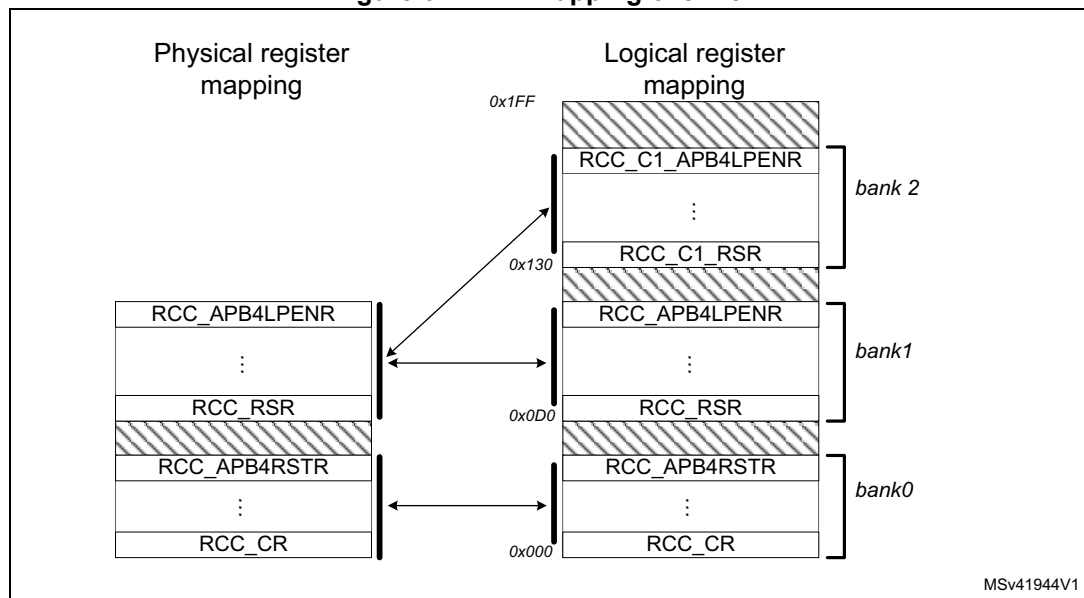 Physical register
mapping
Logical register
mapping
0x1FF
RCC_C1_APB4LPENR
⋮
bank 2
RCC_C1_RSR
0x130
RCC_APB4LPENR
RCC_APB4LPENR
⋮
⋮
bank1
RCC_RSR
RCC_RSR
0x0D0
RCC_APB4RSTR
RCC_APB4RSTR
⋮
⋮
bank0
RCC_CR
RCC_CR
0x000
MSv41944V1